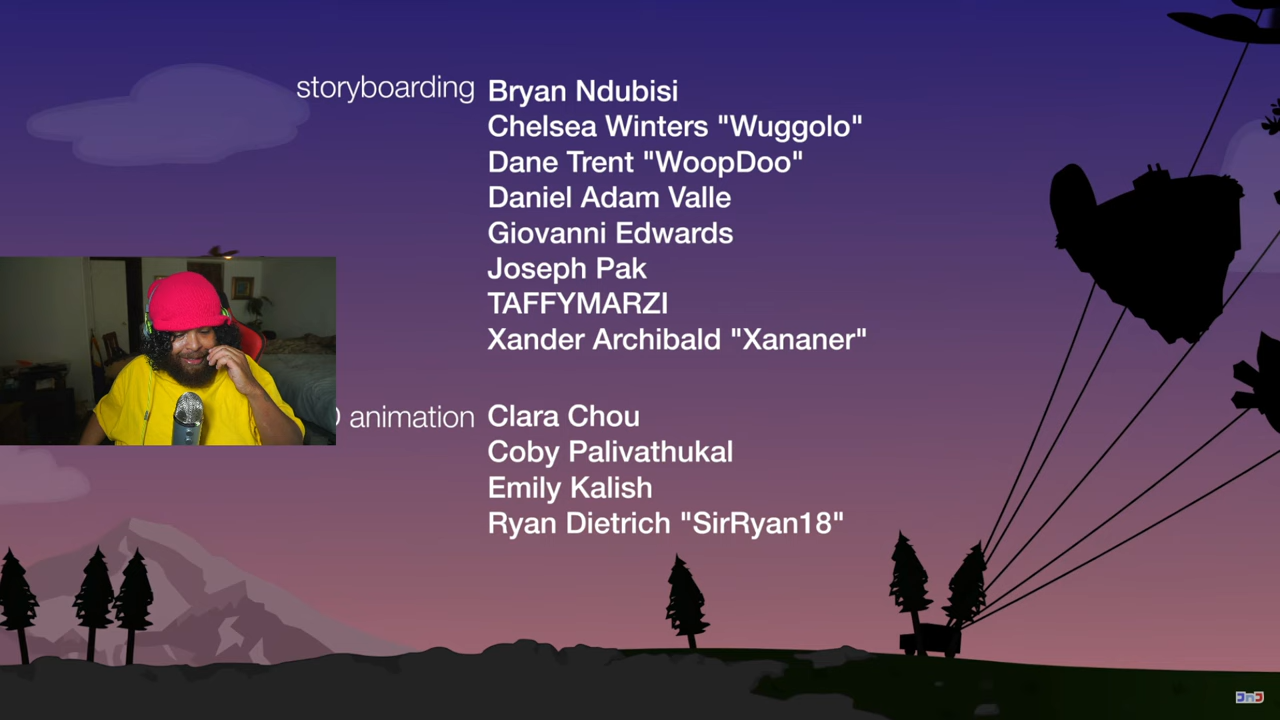 storyboarding Bryan Ndubisi
Chelsea Winters "Wuggolo"
Dane Trent "WoopDoo"
Daniel Adam Valle
Giovanni Edwards
Joseph Pak
TAFFYMARZI
Xander Archibald "Xananer"
animation Clara Chou
Coby Palivathukal
Emily Kalish
Ryan Dietrich "SirRyan18"